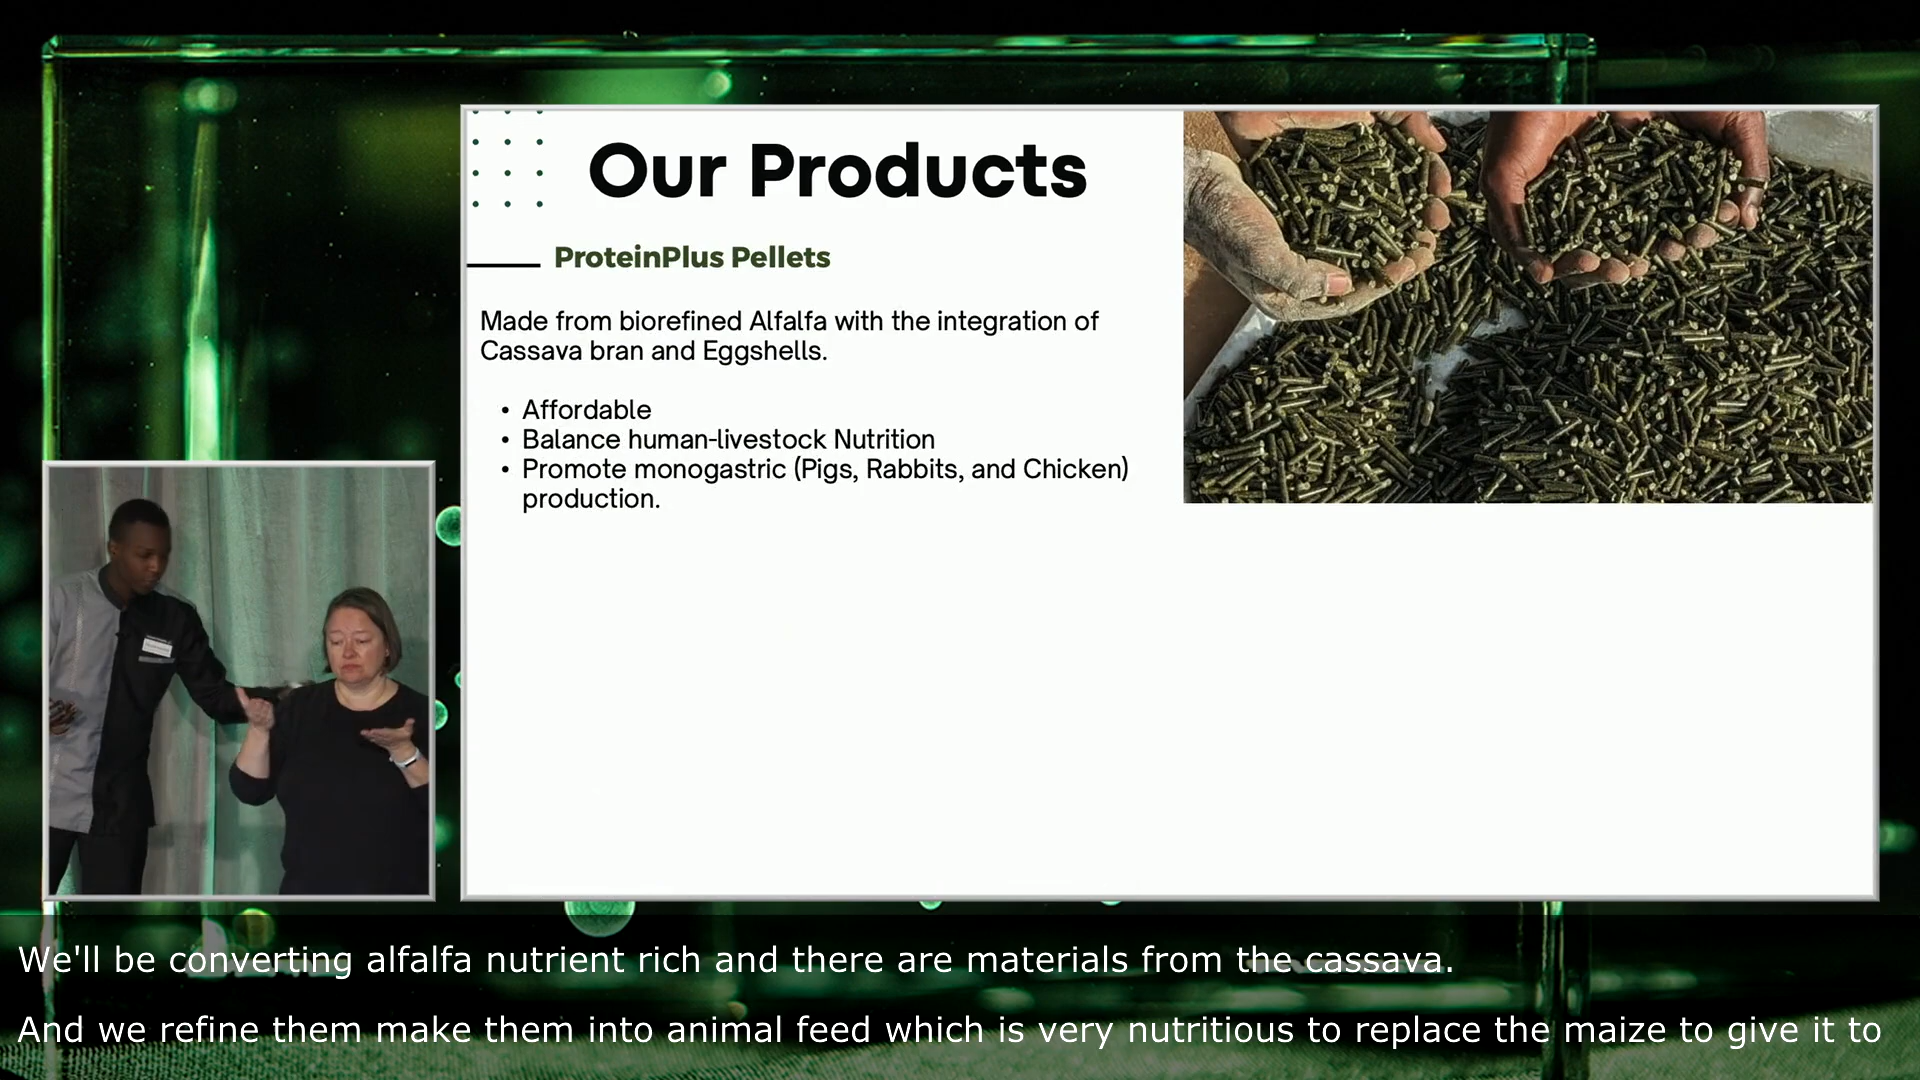 Our Products
ProteinPlus Pellets
Made from biorefined Alfalfa with the integration of
Cassava bran and Eggshells.
• Affordable
• Balance human-livestock Nutrition
• Promote monogastric (Pigs, Rabbits, and Chicken)
production.
We'll be converting alfalfa nutrient rich and there are materials from the cassava.
And we refine them make them into animal feed which is very nutritious to replace the maize to give it to